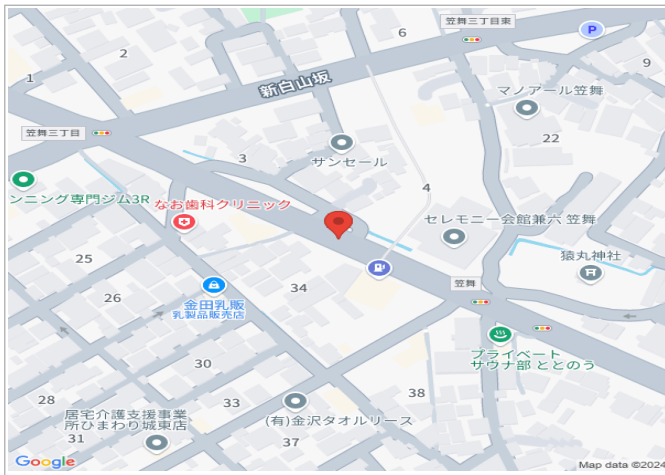 笠舞三丁目東
P
6
2
9
1
新白山坂
マノアール笠舞
笠舞三丁目
22
3
サンセール
ンニング専門ジム3R
4
なお歯科クリニック
セレモニー会館兼六 笠舞
25
猿丸神社
26
34
笠舞
金田乳販
乳製品販売店
プライベート
サウナ部 ととのう
30
38
28
33
(有)金沢タオルリース
居宅介護支援事業
所ひまわり城東店
31
37
Google
Map data ©2024